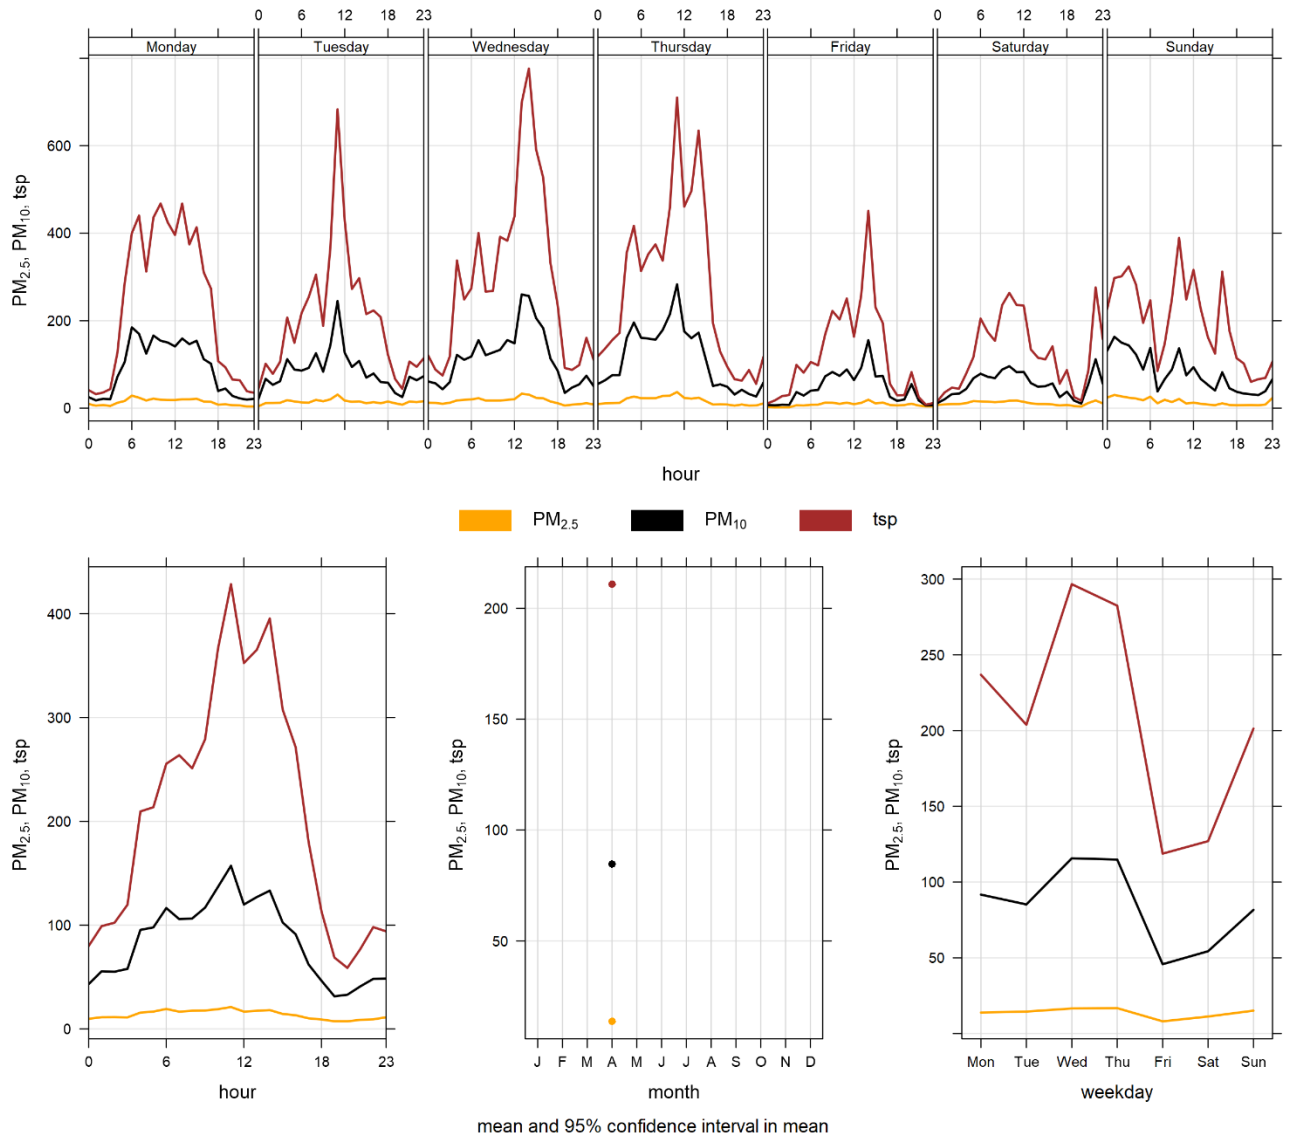 0 6 12 18 23 0 6 12 18 23 0 6 12 18 23
Monday Tuesday Wednesday Thursday Friday Saturday Sunday
PM2.5, PM10, tsp
600
400
200
0
0 6 12 18 23 0 6 12 18 23 0 6 12 18 23 0 6 12 18 23
hour
PM2.5 PM10 tsp
PM2.5, PM10, tsp
400
300
200
100
0
0 6 12 18 23
hour
PM2.5, PM10, tsp
200
150
100
50
J F M A M J J A S O N D
month
PM2.5, PM10, tsp
300
250
200
150
100
50
Mon Tue Wed Thu Fri Sat Sun
weekday
mean and 95% confidence interval in mean